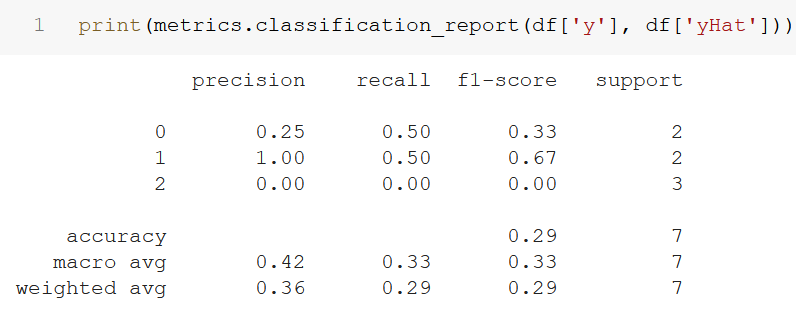 1 print(metrics.classification_report(df['y'], df['yHat']))
precision recall f1-score support
0 0.25 0.50 0.33 2
1 1.00 0.50 0.67 2
2 0.00 0.00 0.00 3
accuracy 0.29 7
macro avg 0.42 0.33 0.33 7
weighted avg 0.36 0.29 0.29 7